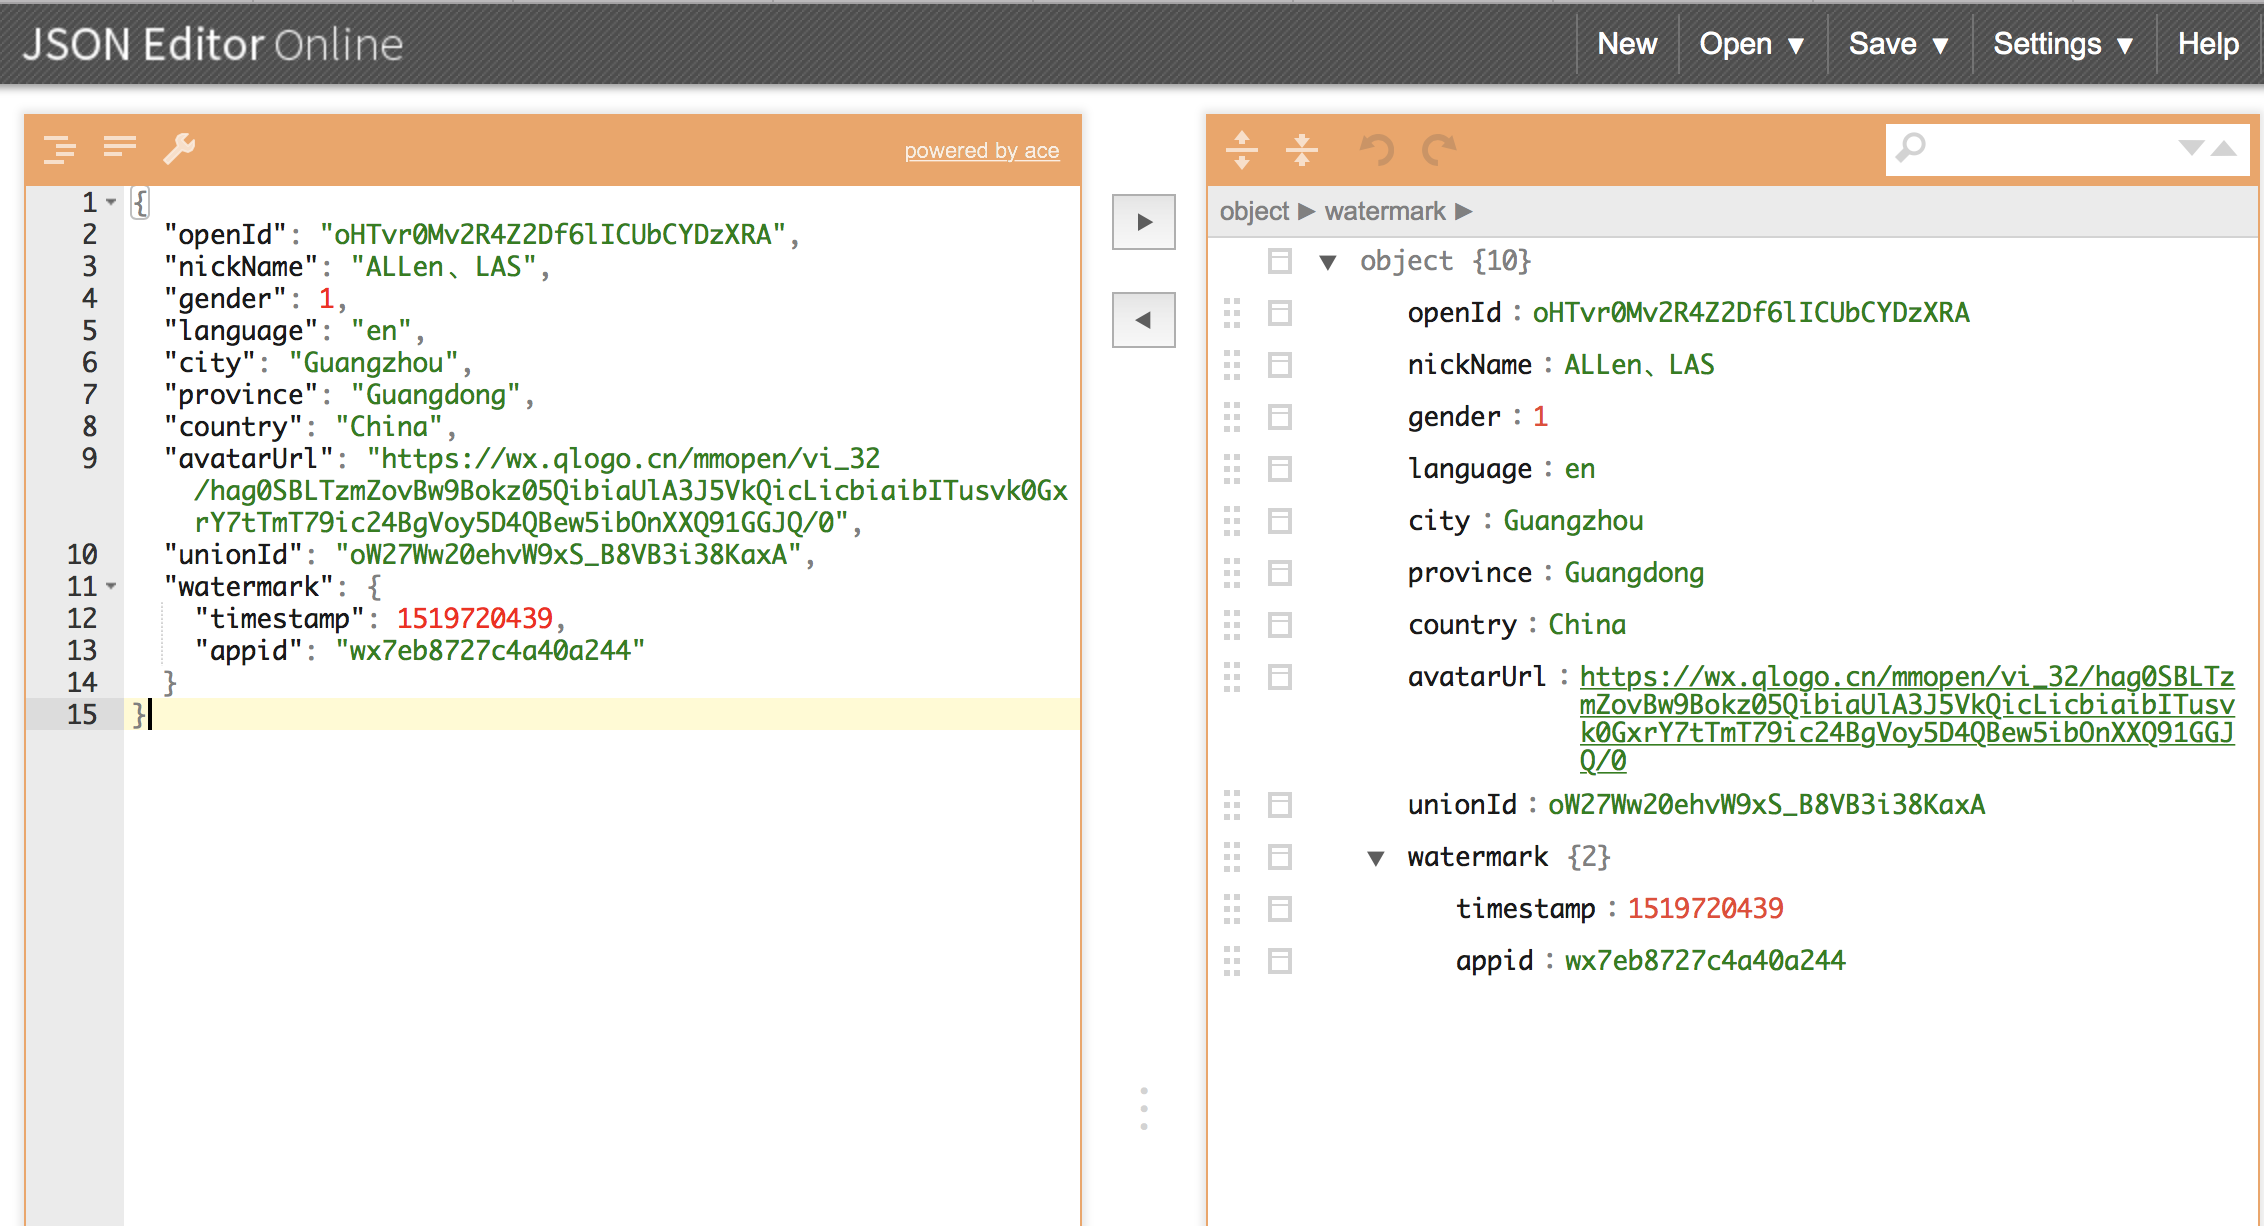 JSON Editor Online
New Open ▼ Save ▼ Settings ▼ Help
powered by ace
1 {
2 "openId": "oHTvr0Mv2R4Z2Df6lICUbCYDzXRA",
3 "nickName": "ALLen、LAS",
4 "gender": 1,
5 "language": "en",
6 "city": "Guangzhou",
7 "province": "Guangdong",
8 "country": "China",
9 "avatarUrl": "https://wx.qlogo.cn/mmopen/vi_32
/hag0SBLTzmZovBw9Bokz05QibiaUlA3J5VkQicLicbiaibITusvk0Gx
rY7tTmT79ic24BgVoy5D4QBew5ibOnXXQ91GGJQ/0",
10 "unionId": "oW27Ww20ehvW9xS_B8VB3i38KaxA",
11 "watermark": {
12 "timestamp": 1519720439,
13 "appid": "wx7eb8727c4a40a244"
14 }
15 }
object ▶ watermark ▶
▼ object {10}
openId : oHTvr0Mv2R4Z2Df6lICUbCYDzXRA
nickName : ALLen、LAS
gender : 1
language : en
city : Guangzhou
province : Guangdong
country : China
avatarUrl : https://wx.qlogo.cn/mmopen/vi_32/hag0SBLTz
mZovBw9Bokz05QibiaUlA3J5VkQicLicbiaibITusv
k0GxrY7tTmT79ic24BgVoy5D4QBew5ibOnXXQ91GGJ
Q/0
unionId : oW27Ww20ehvW9xS_B8VB3i38KaxA
▼ watermark {2}
timestamp : 1519720439
appid : wx7eb8727c4a40a244